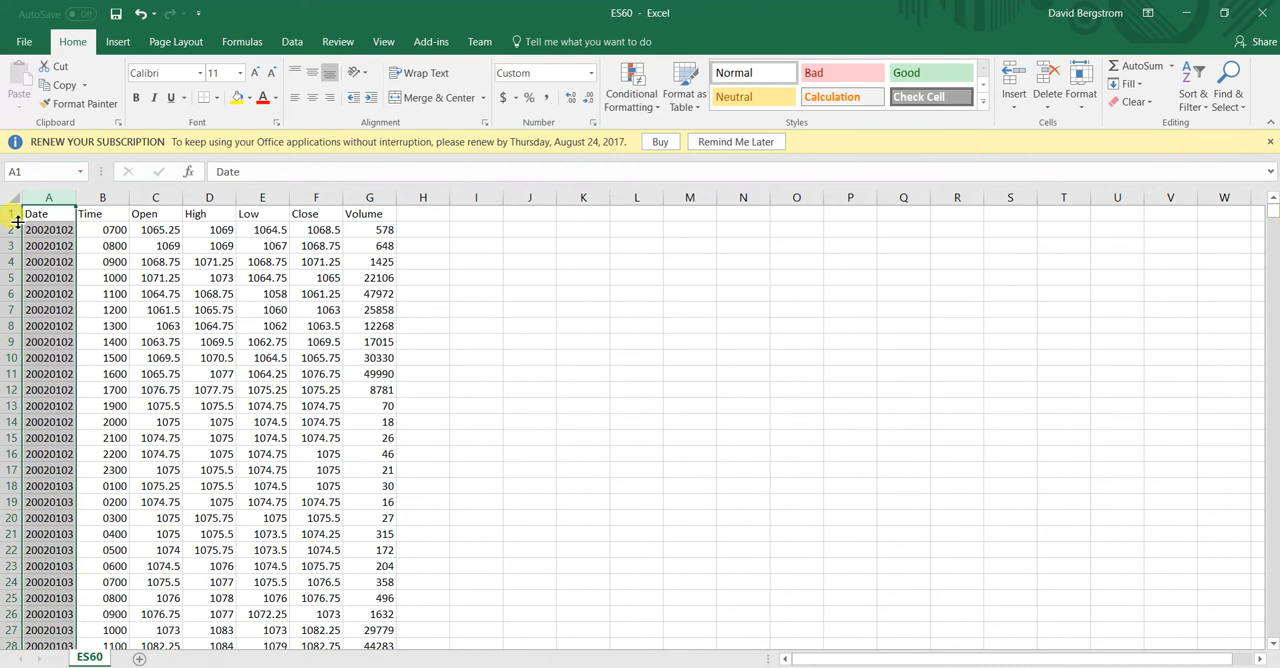 AutoSave Off ES60 - Excel David Bergstrom
File Home Insert Page Layout Formulas Data Review View Add-ins Team Tell me what you want to do Share
Paste Cut Copy Format Painter Clipboard
Calibri 11 B I U Font
Wrap Text Merge & Center Alignment
Custom $ % , Number
Conditional Formatting Format as Table Normal Bad Good Neutral Calculation Check Cell Styles
Insert Delete Format Cells
AutoSum Fill Clear Sort & Filter Find & Select Editing
RENEW YOUR SUBSCRIPTION To keep using your Office applications without interruption, please renew by Thursday, August 24, 2017. Buy Remind Me Later
A1 fx Date
A B C D E F G H I J K L M N O P Q R S T U V W
1 Date Time Open High Low Close Volume
2 20020102 0700 1065.25 1069 1064.5 1068.5 578
3 20020102 0800 1069 1069 1067 1068.75 648
4 20020102 0900 1068.75 1071.25 1068.75 1071.25 1425
5 20020102 1000 1071.25 1073 1064.75 1065 22106
6 20020102 1100 1064.75 1068.75 1058 1061.25 47972
7 20020102 1200 1061.5 1065.75 1060 1063 25858
8 20020102 1300 1063 1064.75 1062 1063.5 12268
9 20020102 1400 1063.75 1069.5 1062.75 1069.5 17015
10 20020102 1500 1069.5 1070.5 1064.5 1065.75 30330
11 20020102 1600 1065.75 1077 1064.25 1076.75 49990
12 20020102 1700 1076.75 1077.75 1075.25 1075.25 8781
13 20020102 1900 1075.5 1075.5 1074.75 1074.75 70
14 20020102 2000 1075 1075 1074.5 1074.75 18
15 20020102 2100 1074.75 1075 1074.5 1074.75 26
16 20020102 2200 1074.75 1075 1074.75 1075 46
17 20020102 2300 1075 1075.5 1074.75 1075 21
18 20020103 0100 1075.25 1075.5 1074.5 1075 30
19 20020103 0200 1074.75 1075 1074.75 1074.75 16
20 20020103 0300 1075 1075.75 1075 1075.5 27
21 20020103 0400 1075 1075.5 1073.5 1074.25 315
22 20020103 0500 1074 1075.75 1073.5 1074.5 172
23 20020103 0600 1074.5 1076 1074.5 1075.75 204
24 20020103 0700 1075.5 1077 1075.5 1076.5 358
25 20020103 0800 1076 1078 1076 1076.75 496
26 20020103 0900 1076.75 1077 1072.25 1073 1632
27 20020103 1000 1073 1083 1073 1082.25 29779
28 20020103 1100 1082.25 1084 1079 1082.75 44283
ES60